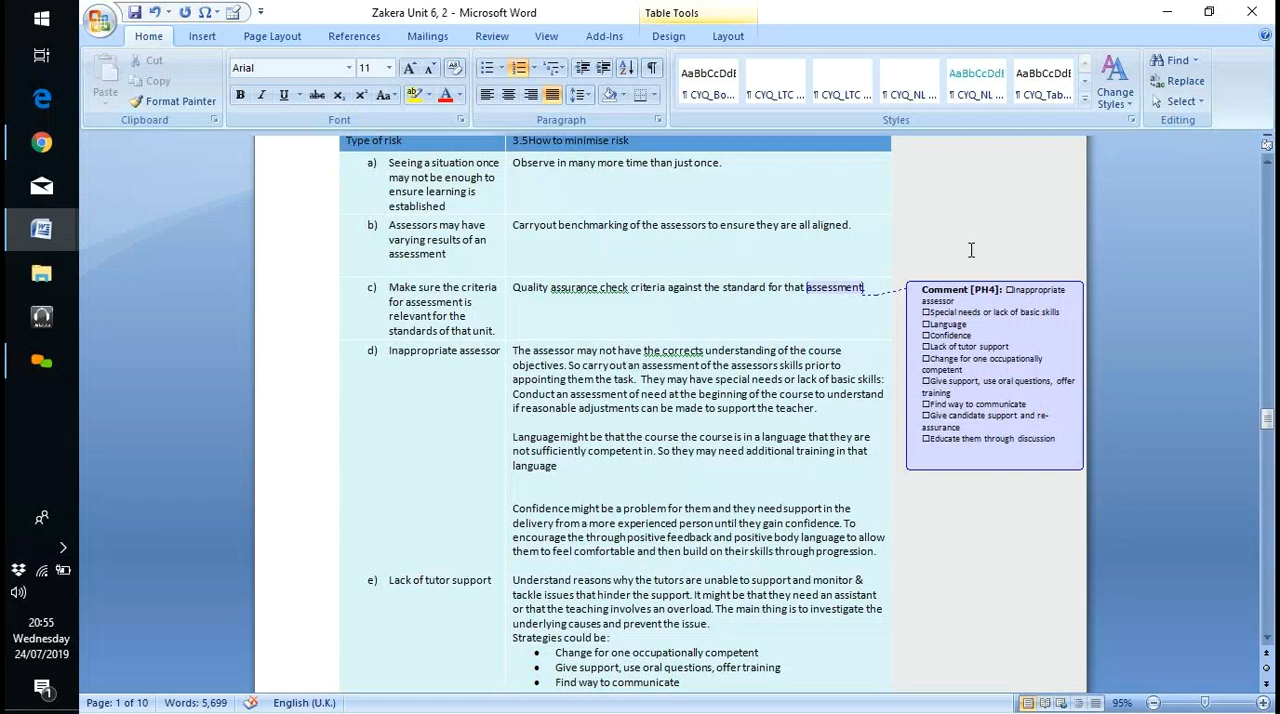 Zakera Unit 6, 2 - Microsoft Word
Table Tools
Home Insert Page Layout References Mailings Review View Add-Ins Design Layout
Paste
Cut
Copy
Format Painter
Clipboard
Arial 11
Font
Paragraph
AaBbCcDdE AaBbCcDdE AaBbCcDdE
¶ CYQ_Bo... ¶ CYQ_LTC ... ¶ CYQ_LTC ... ¶ CYQ_NL ... ¶ CYQ_NL ... ¶ CYQ_Tab...
Styles
Change
Styles
Find
Replace
Select
Editing
Type of risk 3.5How to minimise risk
a) Seeing a situation once
may not be enough to
ensure learning is
established
Observe in many more time than just once.
b) Assessors may have
varying results of an
assessment
Carryout benchmarking of the assessors to ensure they are all aligned.
c) Make sure the criteria
for assessment is
relevant for the
standards of that unit.
Quality assurance check criteria against the standard for that assessment.
d) Inappropriate assessor
The assessor may not have the corrects understanding of the course
objectives. So carry out an assessment of the assessors skills prior to
appointing them the task. They may have special needs or lack of basic skills:
Conduct an assessment of need at the beginning of the course to understand
if reasonable adjustments can be made to support the teacher.
Language might be that the course the course is in a language that they are
not sufficiently competent in. So they may need additional training in that
language
Confidence might be a problem for them and they need support in the
delivery from a more experienced person until they gain confidence. To
encourage the through positive feedback and positive body language to allow
them to feel comfortable and then build on their skills through progression.
e) Lack of tutor support
Understand reasons why the tutors are unable to support and monitor &
tackle issues that hinder the support. It might be that they need an assistant
or that the teaching involves an overload. The main thing is to investigate the
underlying causes and prevent the issue.
Strategies could be:
• Change for one occupationally competent
• Give support, use oral questions, offer training
• Find way to communicate
Comment [PH4]: □Inappropriate
assessor
□Special needs or lack of basic skills
□Language
□Confidence
□Lack of tutor support
□Change for one occupationally
competent
□Give support, use oral questions, offer
training
□Find way to communicate
□Give candidate support and re-
assurance
□Educate them through discussion
20:55
Wednesday
24/07/2019
1
Page: 1 of 10 Words: 5,699 English (U.K.) 95%